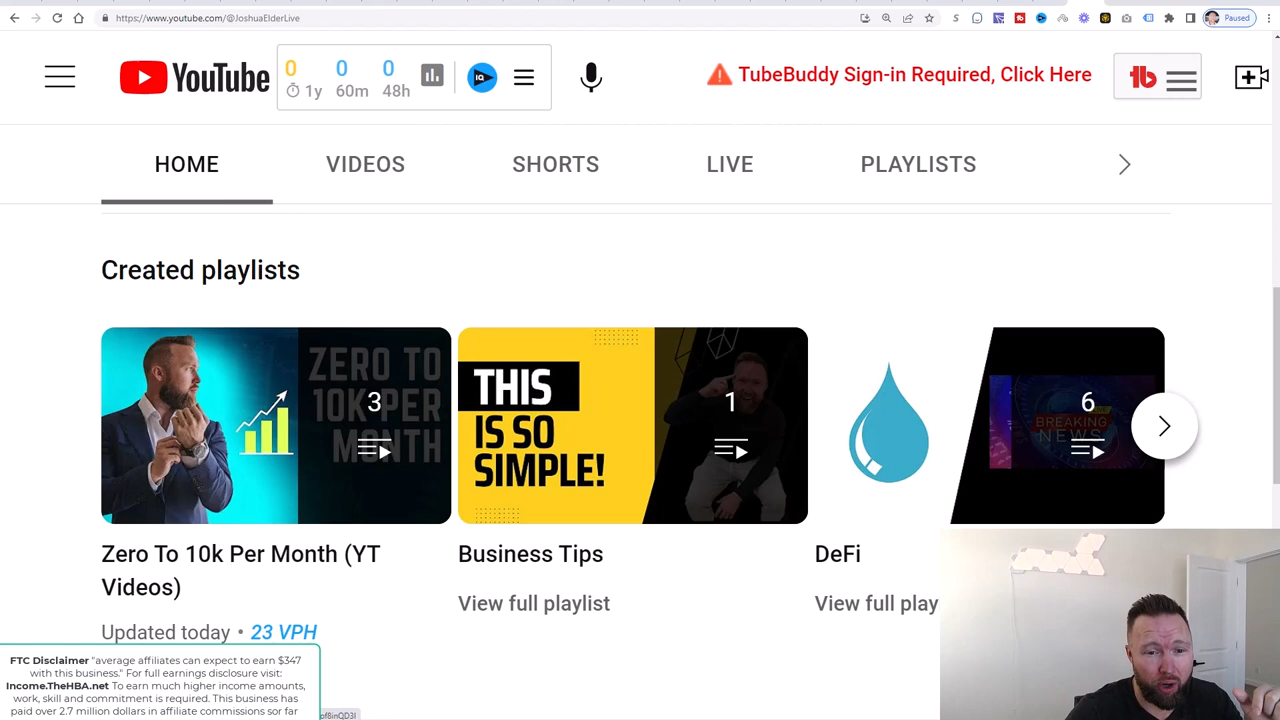 https://www.youtube.com/@JoshuaElderLive
Paused
YouTube
0 0 0
1y 60m 48h
IQ
TubeBuddy Sign-in Required, Click Here
tb
HOME VIDEOS SHORTS LIVE PLAYLISTS
Created playlists
ZERO TO
10K PER
MONTH
3
THIS
IS SO
SIMPLE!
1
BREAKING
NEWS
6
Zero To 10k Per Month (YT
Videos)
Updated today • 23 VPH
Business Tips
View full playlist
DeFi
View full play
FTC Disclaimer "average affiliates can expect to earn $347
with this business." For full earnings disclosure visit:
Income.TheHBA.net To earn much higher income amounts,
work, skill and commitment is required. This business has
paid over 2.7 million dollars in affiliate commissions sor far